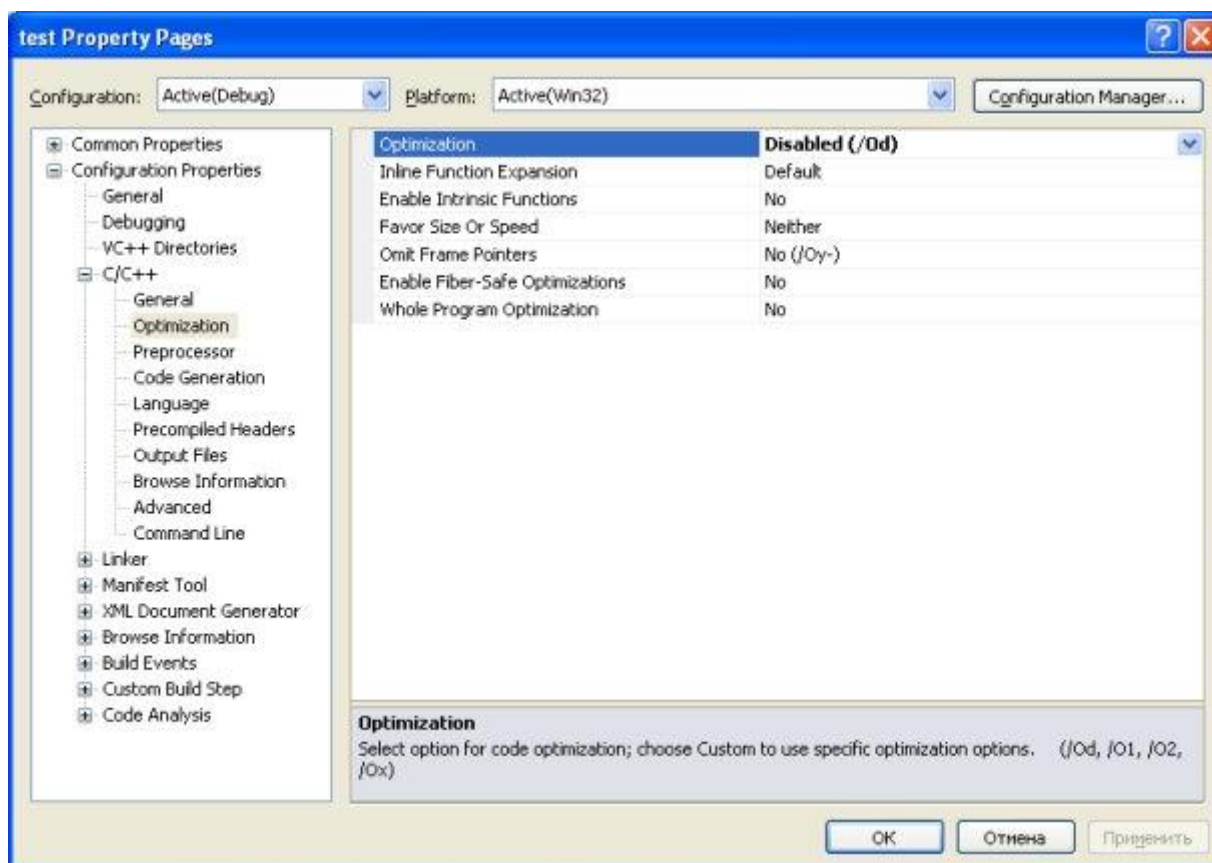 test Property Pages
Configuration: Active(Debug) Platform: Active(Win32) Configuration Manager...
Common Properties
Configuration Properties
General
Debugging
VC++ Directories
C/C++
General
Optimization
Preprocessor
Code Generation
Language
Precompiled Headers
Output Files
Browse Information
Advanced
Command Line
Linker
Manifest Tool
XML Document Generator
Browse Information
Build Events
Custom Build Step
Code Analysis
Optimization Disabled (/Od)
Inline Function Expansion Default
Enable Intrinsic Functions No
Favor Size Or Speed Neither
Omit Frame Pointers No (/Oy-)
Enable Fiber-Safe Optimizations No
Whole Program Optimization No
Optimization
Select option for code optimization; choose Custom to use specific optimization options. (/Od, /O1, /O2,
/Ox)
OK Отмена Применить